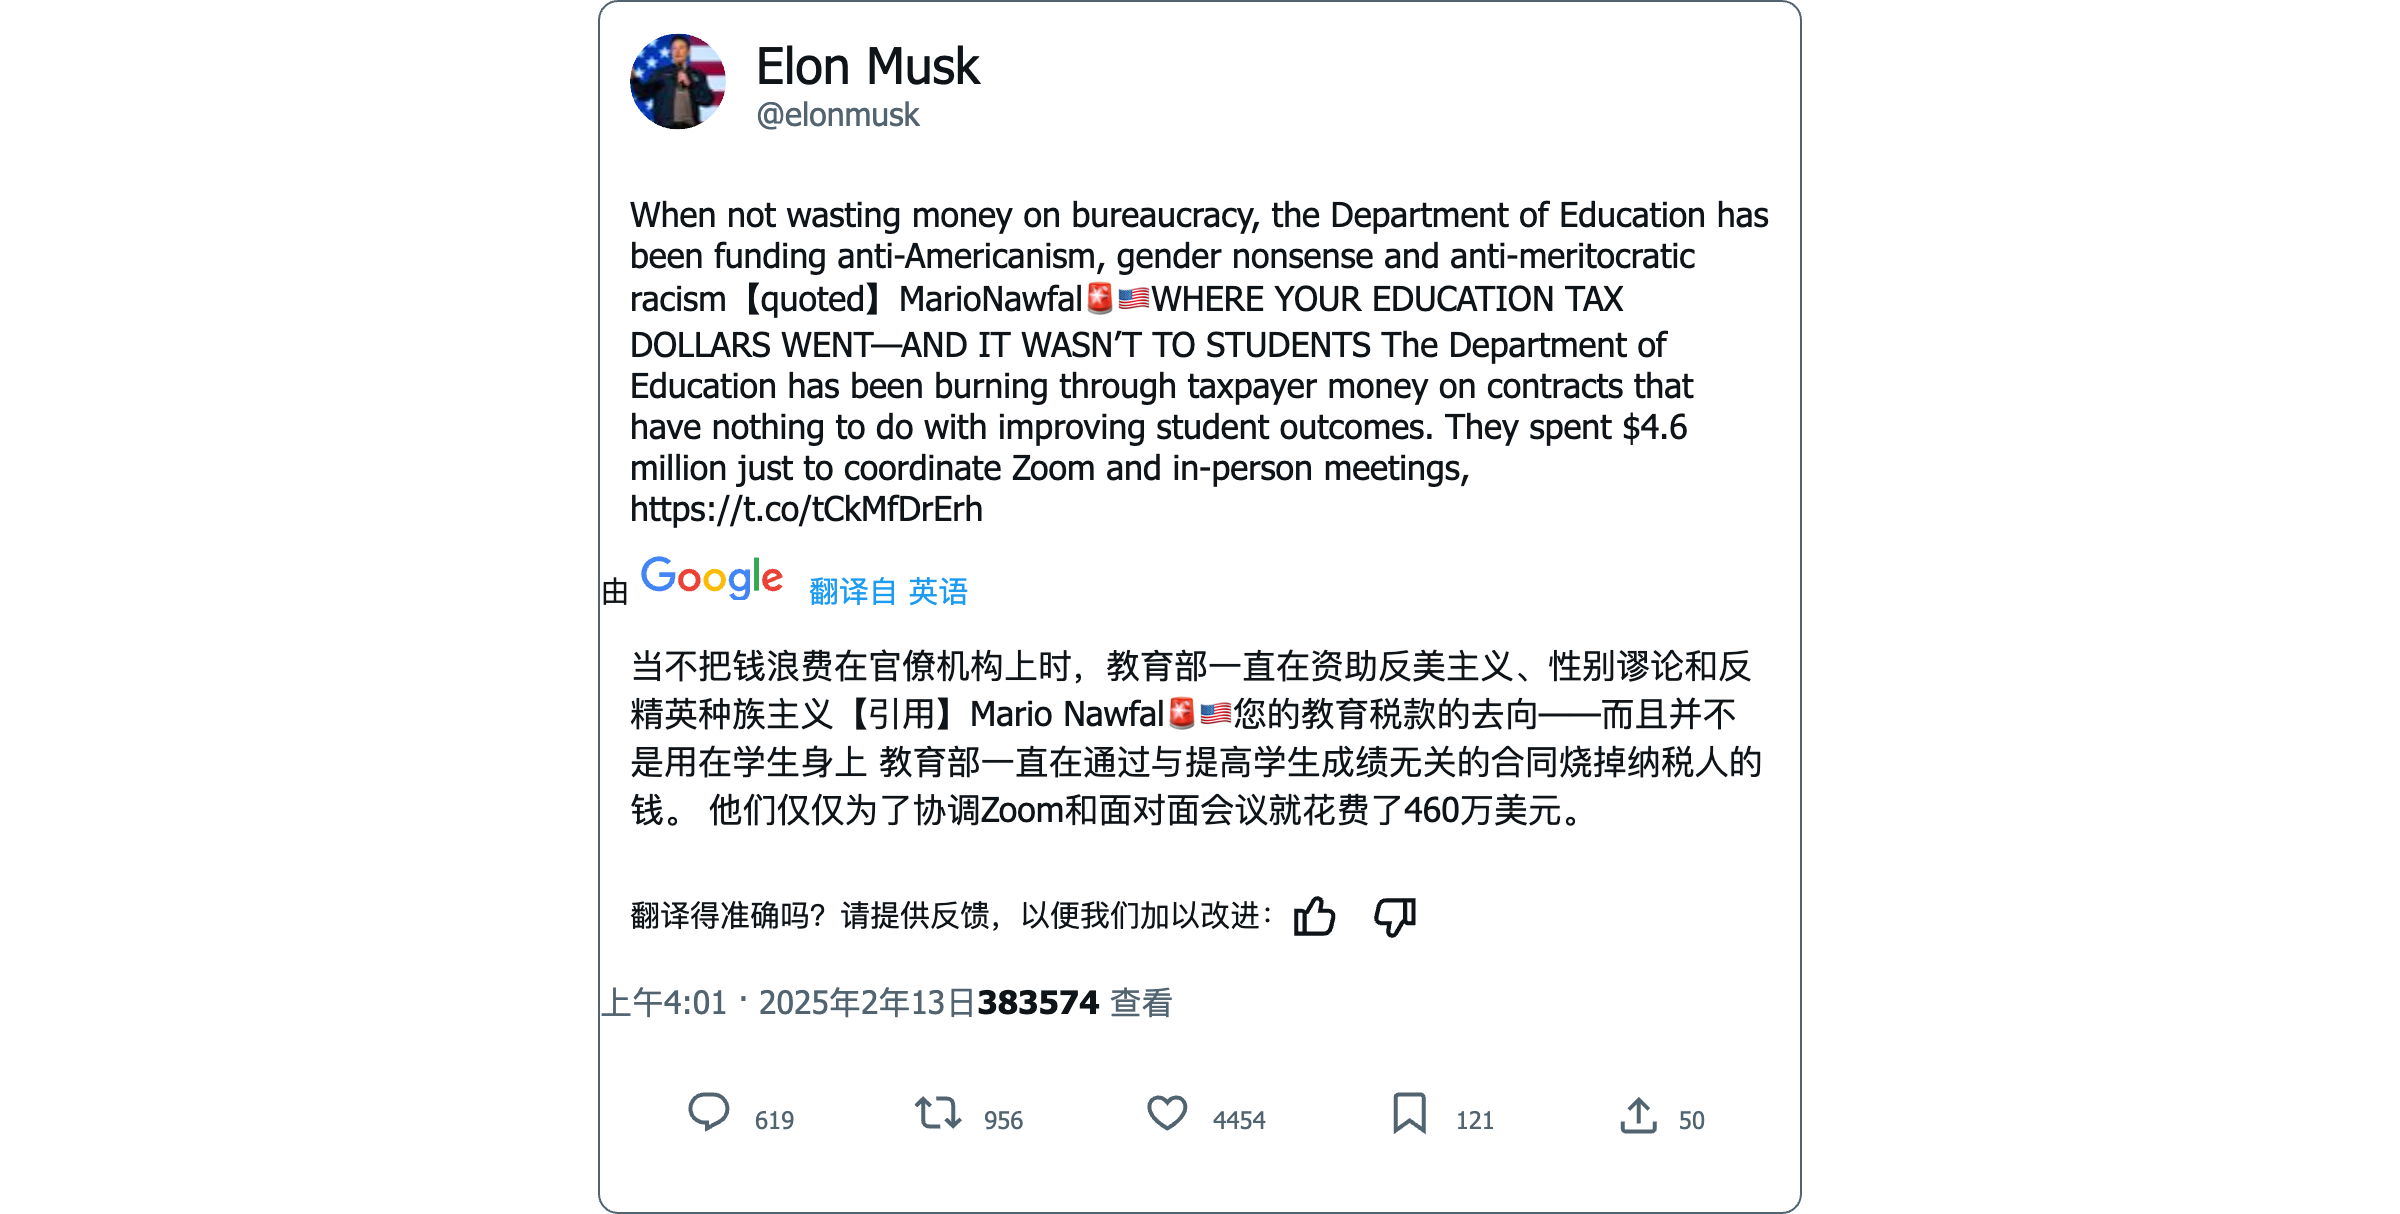 Elon Musk
@elonmusk
When not wasting money on bureaucracy, the Department of Education has
been funding anti-Americanism, gender nonsense and anti-meritocratic
racism【quoted】MarioNawfal🚨🇺🇸WHERE YOUR EDUCATION TAX
DOLLARS WENT—AND IT WASN’T TO STUDENTS The Department of
Education has been burning through taxpayer money on contracts that
have nothing to do with improving student outcomes. They spent $4.6
million just to coordinate Zoom and in-person meetings,
https://t.co/tCkMfDrErh
由 Google 翻译自 英语
当不把钱浪费在官僚机构上时，教育部一直在资助反美主义、性别谬论和反
精英种族主义【引用】Mario Nawfal🚨🇺🇸您的教育税款的去向——而且并不
是用在学生身上 教育部一直在通过与提高学生成绩无关的合同烧掉纳税人的
钱。 他们仅仅为了协调Zoom和面对面会议就花费了460万美元。
翻译得准确吗？请提供反馈，以便我们加以改进：
上午4:01 · 2025年2年13日383574 查看
619 956 4454 121 50